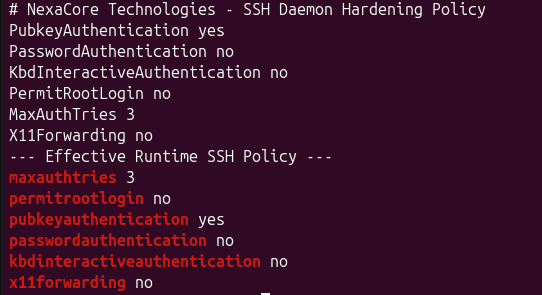 # NexaCore Technologies - SSH Daemon Hardening Policy
PubkeyAuthentication yes
PasswordAuthentication no
KbdInteractiveAuthentication no
PermitRootLogin no
MaxAuthTries 3
X11Forwarding no
--- Effective Runtime SSH Policy ---
maxauthtries 3
permitrootlogin no
pubkeyauthentication yes
passwordauthentication no
kbdinteractiveauthentication no
x11forwarding no